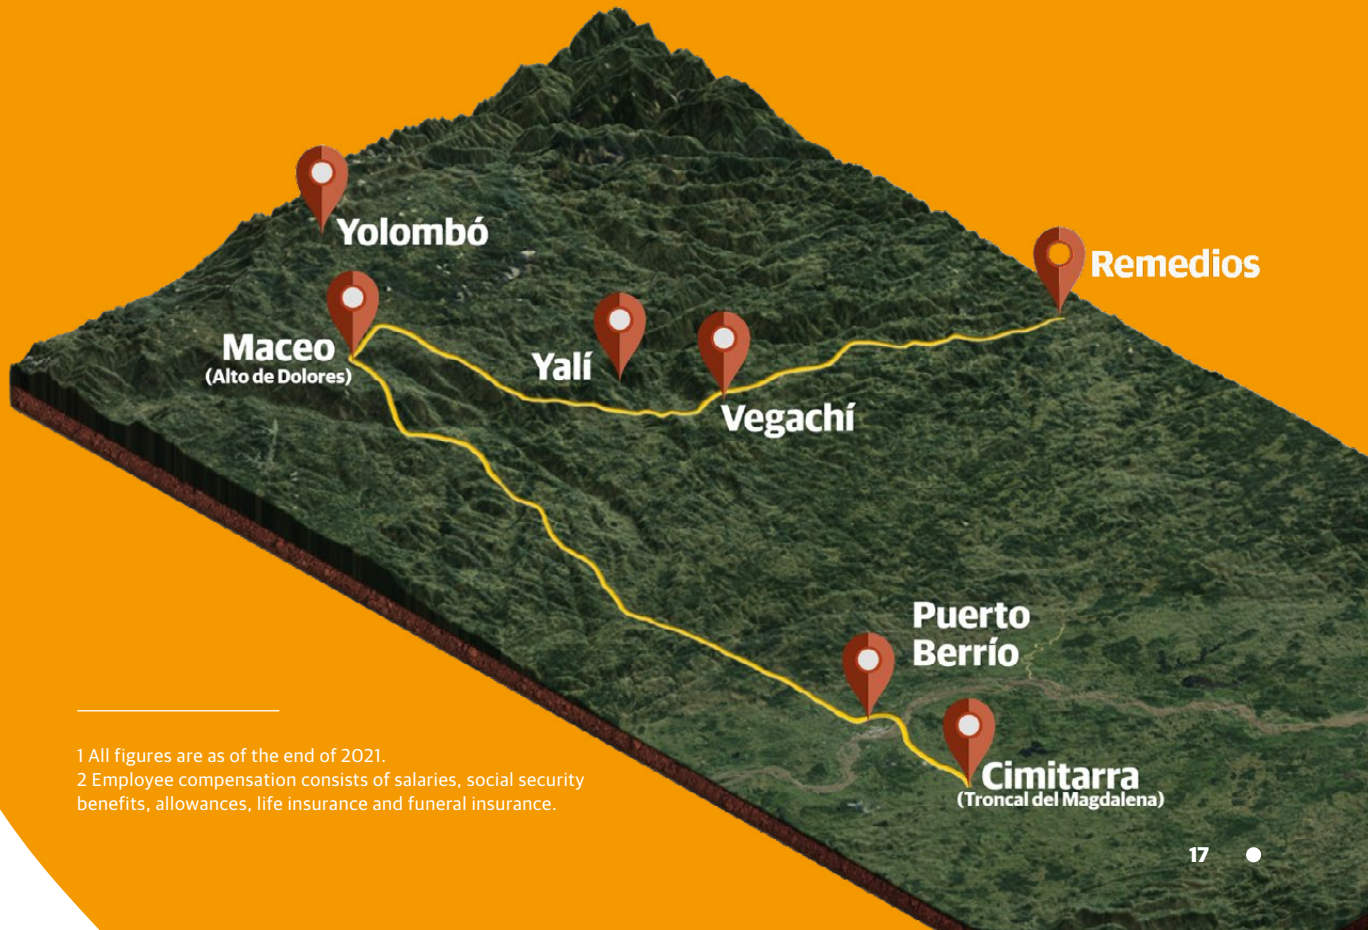 Yolombó
Remedios
Maceo
(Alto de Dolores)
Yalí
Vegachí
Puerto
Berrío
Cimitarra
(Troncal del Magdalena)
1 All figures are as of the end of 2021.
2 Employee compensation consists of salaries, social security
benefits, allowances, life insurance and funeral insurance.
17